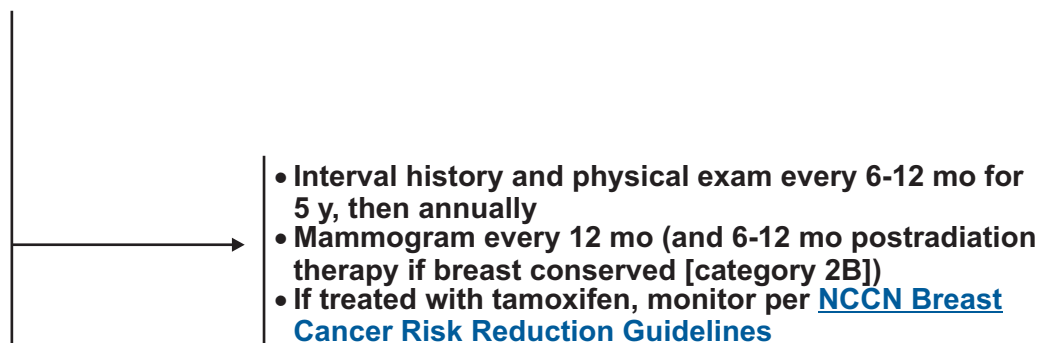 • Interval history and physical exam every 6-12 mo for
5 y, then annually
• Mammogram every 12 mo (and 6-12 mo postradiation
therapy if breast conserved [category 2B])
• If treated with tamoxifen, monitor per NCCN Breast
Cancer Risk Reduction Guidelines